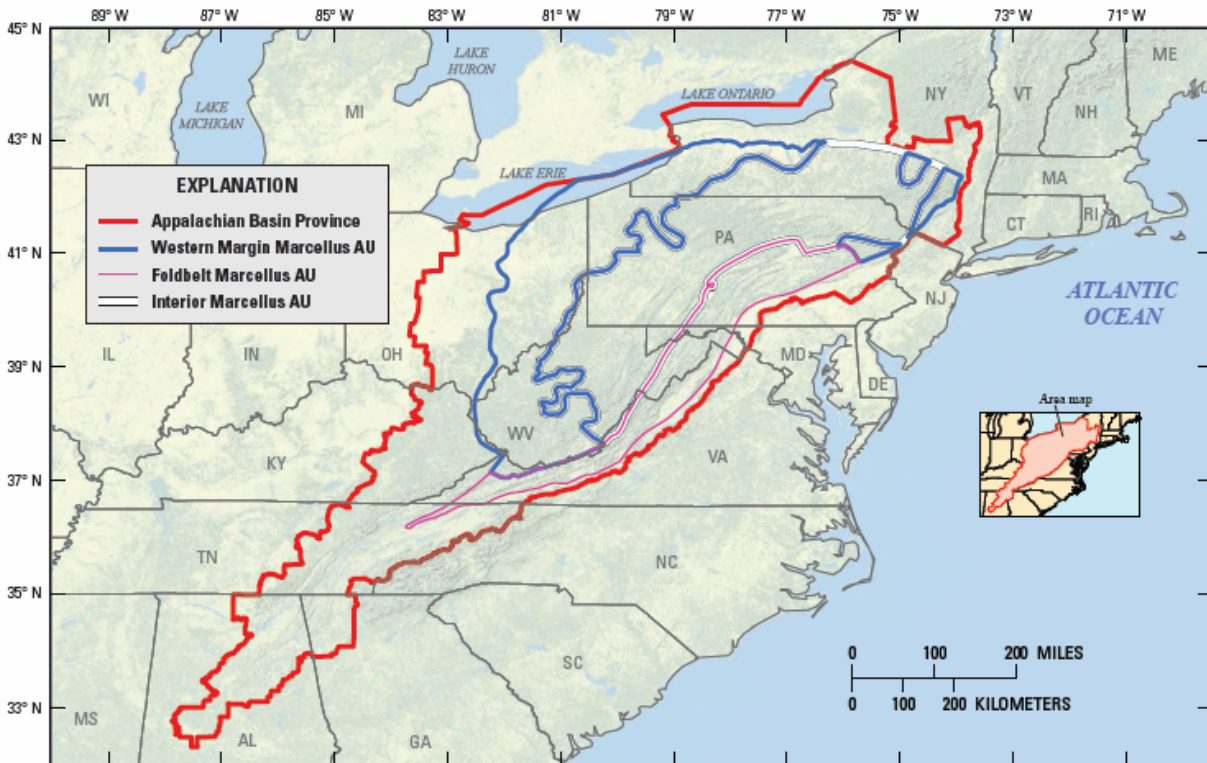 89° W 87° W 85° W 83° W 81° W 79° W 77° W 75° W 73° W 71° W
45° N
43° N
41° N
39° N
37° N
35° N
33° N
LAKE
HURON
ME
WI
LAKE
MICHIGAN
MI
LAKE ONTARIO
NY
VT
NH
LAKE ERIE
MA
CT
RI
EXPLANATION
Appalachian Basin Province
Western Margin Marcellus AU
Foldbelt Marcellus AU
Interior Marcellus AU
PA
NJ
ATLANTIC
OCEAN
IL
IN
OH
MD
DE
Area map
WV
KY
VA
TN
NC
SC
MS
AL
GA
0 100 200 MILES
0 100 200 KILOMETERS